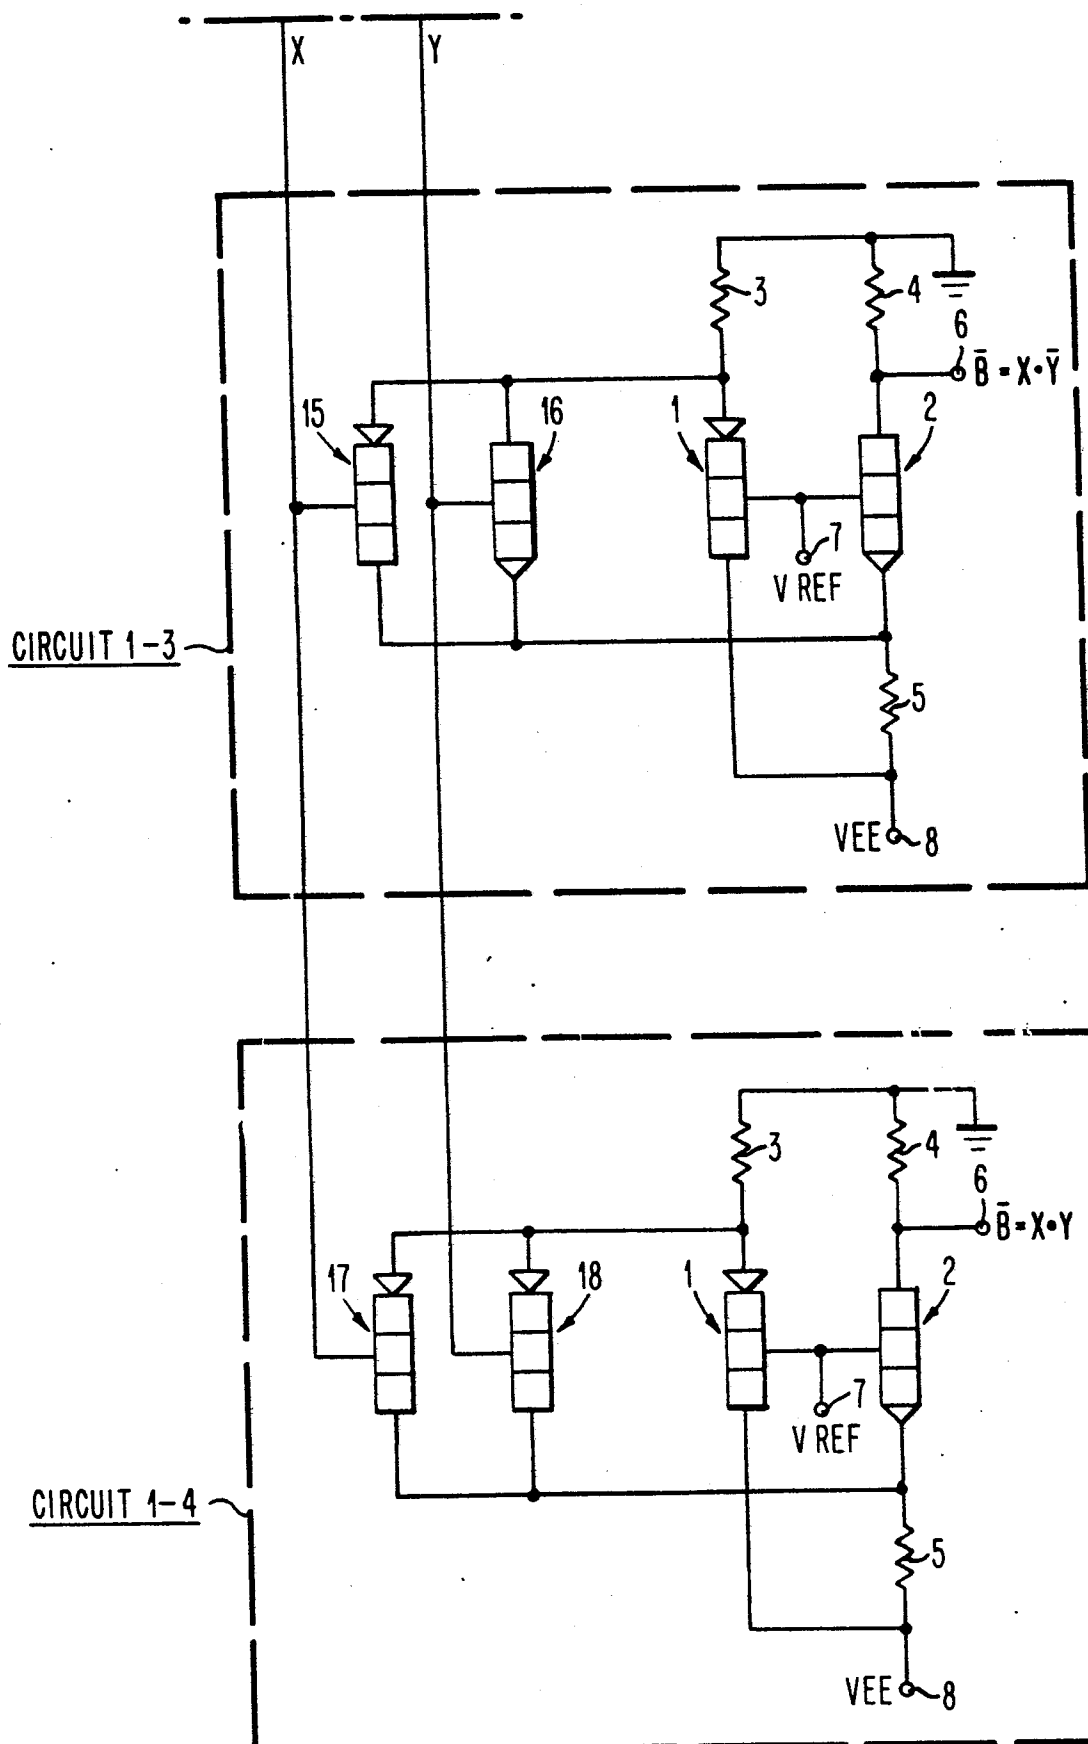 X Y
3 4
6
B̄ = X·Ȳ
15 16 1 2
7
V REF
CIRCUIT 1-3
5
VEE 8
3 4
6
B̄=X•Y
17 18 1 2
7
V REF
CIRCUIT 1-4
5
VEE 8